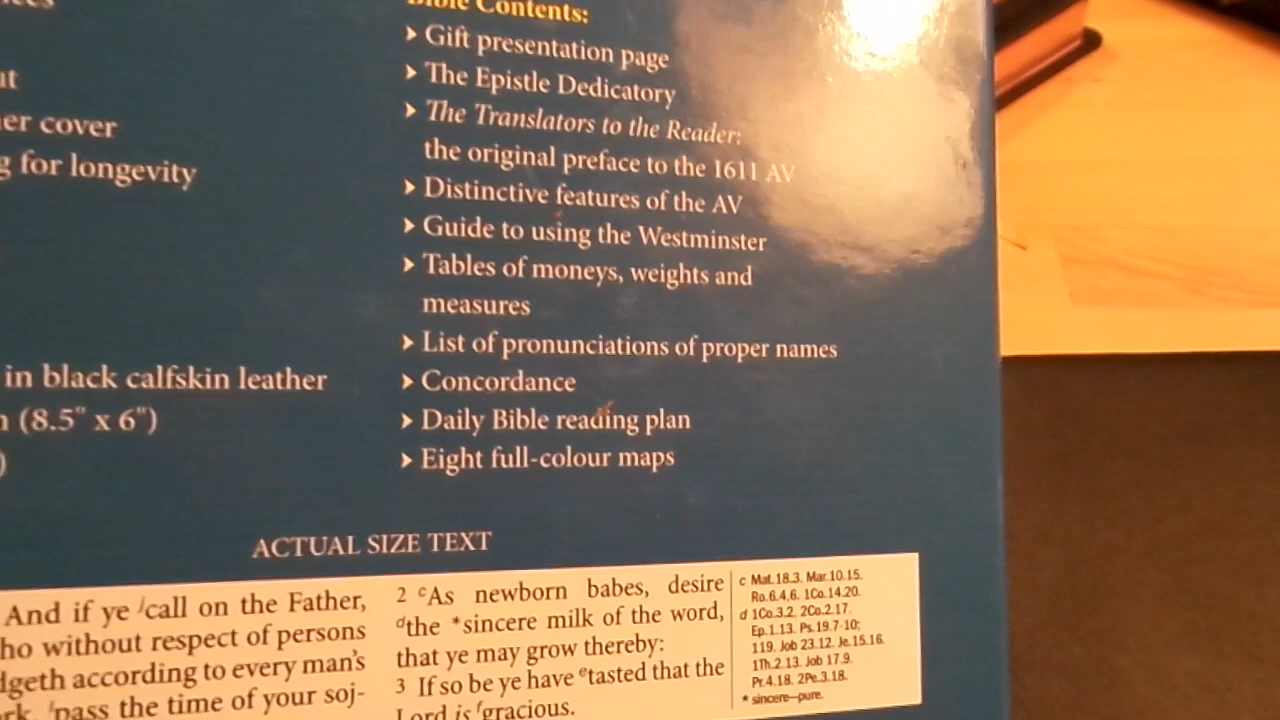 Bible Contents:
➤ Gift presentation page
➤ The Epistle Dedicatory
➤ The Translators to the Reader:
the original preface to the 1611 AV
➤ Distinctive features of the AV
➤ Guide to using the Westminster
➤ Tables of moneys, weights and
measures
➤ List of pronunciations of proper names
➤ Concordance
➤ Daily Bible reading plan
➤ Eight full-colour maps
cover
for longevity
in black calfskin leather
(8.5" x 6")
)
ACTUAL SIZE TEXT
And if ye call on the Father,
without respect of persons
according to every man's
pass the time of your soj-
2 cAs newborn babes, desire
dthe *sincere milk of the word,
that ye may grow thereby:
3 If so be ye have etasted that the
Lord is fgracious.
c Mat.18.3. Mar.10.15.
Ro.6.4,6. 1Co.14.20.
d 1Co.3.2. 2Co.2.17.
Ep.1.13. Ps.19.7-10;
119. Job 23.12. Je.15.16.
1Th.2.13. Job 17.9.
Pr.4.18. 2Pe.3.18.
* sincere—pure.